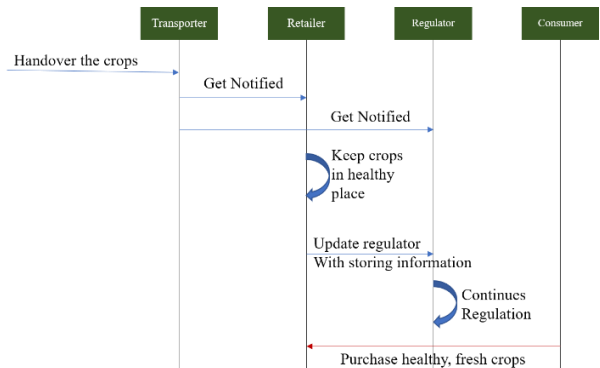 Transporter
Retailer
Regulator
Consumer
Handover the crops
Get Notified
Get Notified
Keep crops
in healthy
place
Update regulator
With storing information
Continues
Regulation
Purchase healthy, fresh crops